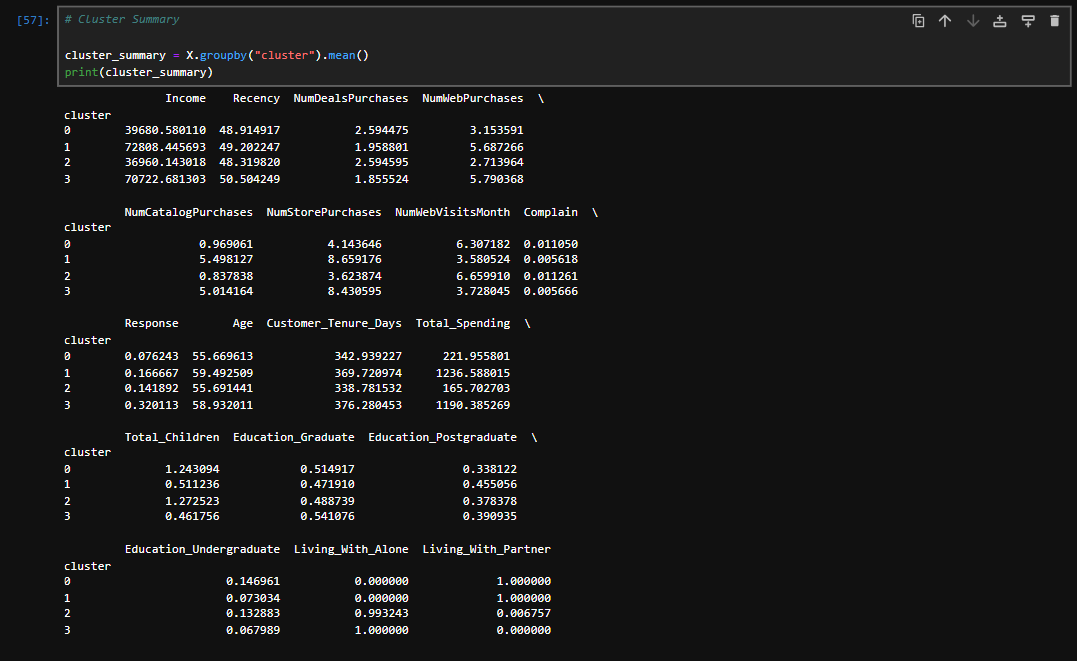 [57]: # Cluster Summary
cluster_summary = X.groupby("cluster").mean()
print(cluster_summary)
Income Recency NumDealsPurchases NumWebPurchases \
cluster
0 39680.580110 48.914917 2.594475 3.153591
1 72808.445693 49.202247 1.958801 5.687266
2 36960.143018 48.319820 2.594595 2.713964
3 70722.681303 50.504249 1.855524 5.790368
NumCatalogPurchases NumStorePurchases NumWebVisitsMonth Complain \
cluster
0 0.969061 4.143646 6.307182 0.011050
1 5.498127 8.659176 3.580524 0.005618
2 0.837838 3.623874 6.659910 0.011261
3 5.014164 8.430595 3.728045 0.005666
Response Age Customer_Tenure_Days Total_Spending \
cluster
0 0.076243 55.669613 342.939227 221.955801
1 0.166667 59.492509 369.720974 1236.588015
2 0.141892 55.691441 338.781532 165.702703
3 0.320113 58.932011 376.280453 1190.385269
Total_Children Education_Graduate Education_Postgraduate \
cluster
0 1.243094 0.514917 0.338122
1 0.511236 0.471910 0.455056
2 1.272523 0.488739 0.378378
3 0.461756 0.541076 0.390935
Education_Undergraduate Living_With_Alone Living_With_Partner
cluster
0 0.146961 0.000000 1.000000
1 0.073034 0.000000 1.000000
2 0.132883 0.993243 0.006757
3 0.067989 1.000000 0.000000